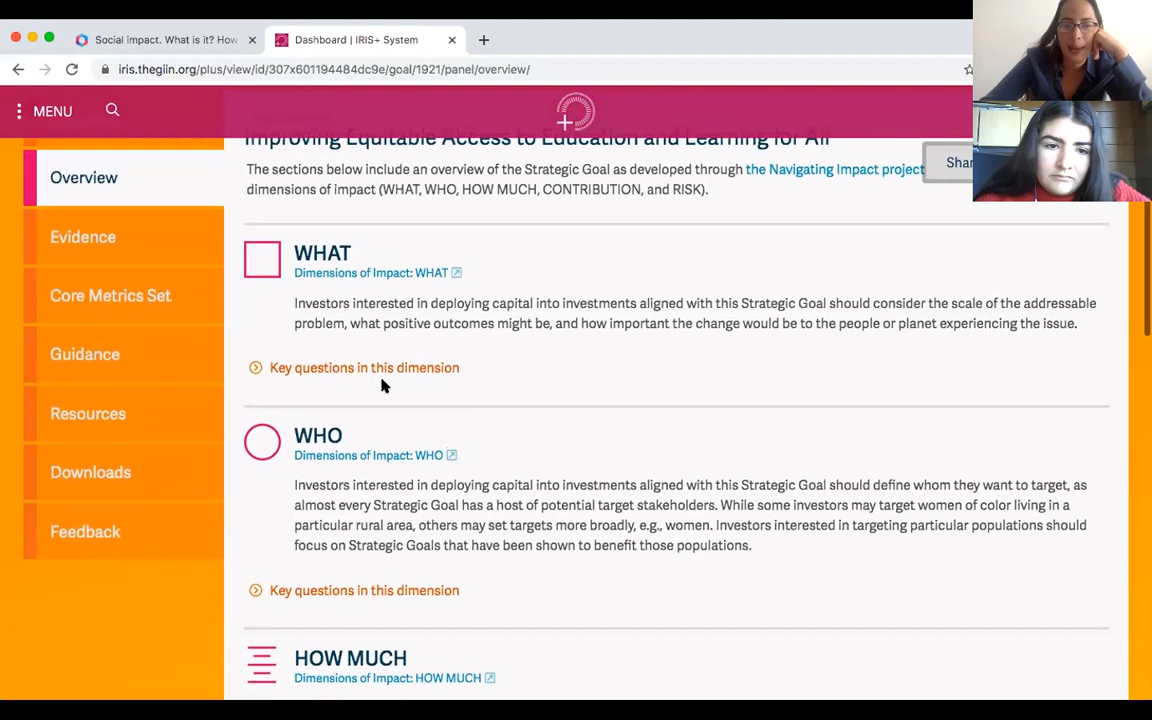 Social impact. What is it? How
Dashboard | IRIS+ System
iris.thegiin.org/plus/view/id/307x601194484dc9e/goal/1921/panel/overview/
MENU
Improving Equitable Access to Education and Learning for All
Overview
Evidence
Core Metrics Set
Guidance
Resources
Downloads
Feedback
The sections below include an overview of the Strategic Goal as developed through the Navigating Impact project
dimensions of impact (WHAT, WHO, HOW MUCH, CONTRIBUTION, and RISK).
Shar
WHAT
Dimensions of Impact: WHAT
Investors interested in deploying capital into investments aligned with this Strategic Goal should consider the scale of the addressable
problem, what positive outcomes might be, and how important the change would be to the people or planet experiencing the issue.
Key questions in this dimension
WHO
Dimensions of Impact: WHO
Investors interested in deploying capital into investments aligned with this Strategic Goal should define whom they want to target, as
almost every Strategic Goal has a host of potential target stakeholders. While some investors may target women of color living in a
particular rural area, others may set targets more broadly, e.g., women. Investors interested in targeting particular populations should
focus on Strategic Goals that have been shown to benefit those populations.
Key questions in this dimension
HOW MUCH
Dimensions of Impact: HOW MUCH